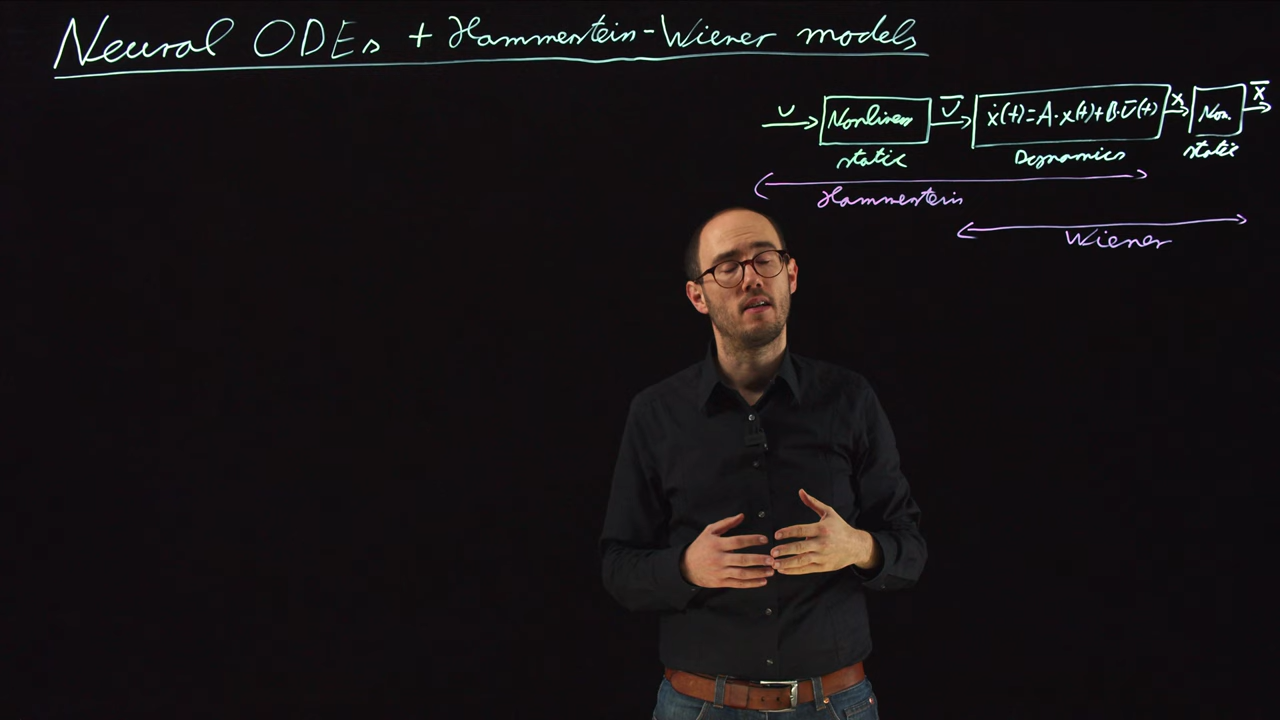 Neural ODEs + Hammerstein-Wiener models
U Nonlinear Ū ẋ(t)=A·x(t)+B·Ū(t) x Non. x̄
static Dynamics static
Hammerstein
Wiener